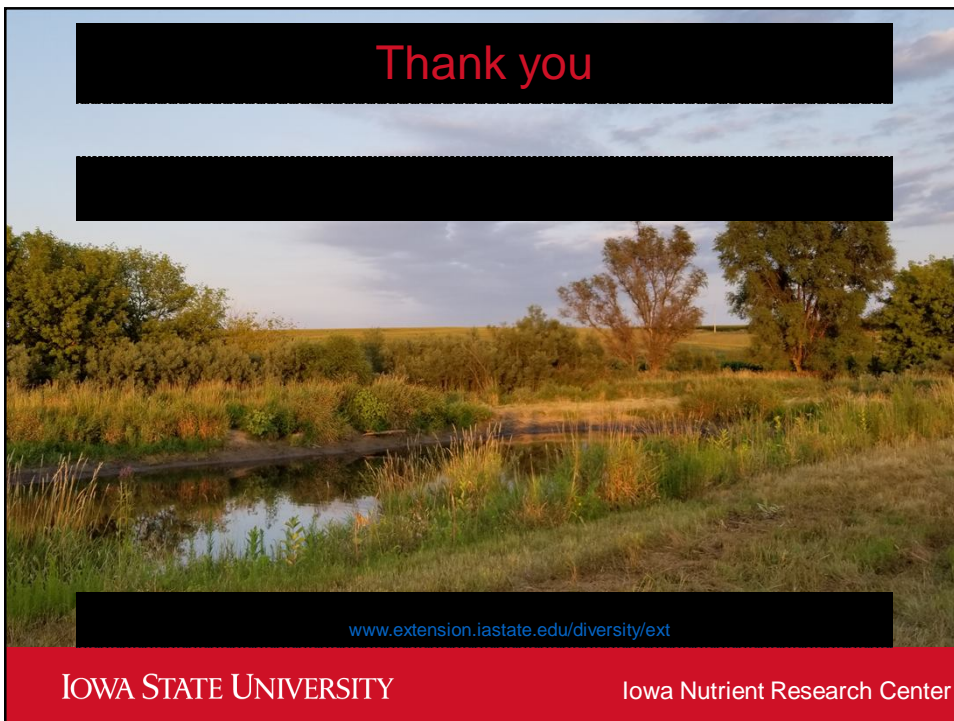 Thank you
www.extension.iastate.edu/diversity/ext
IOWA STATE UNIVERSITY
Iowa Nutrient Research Center